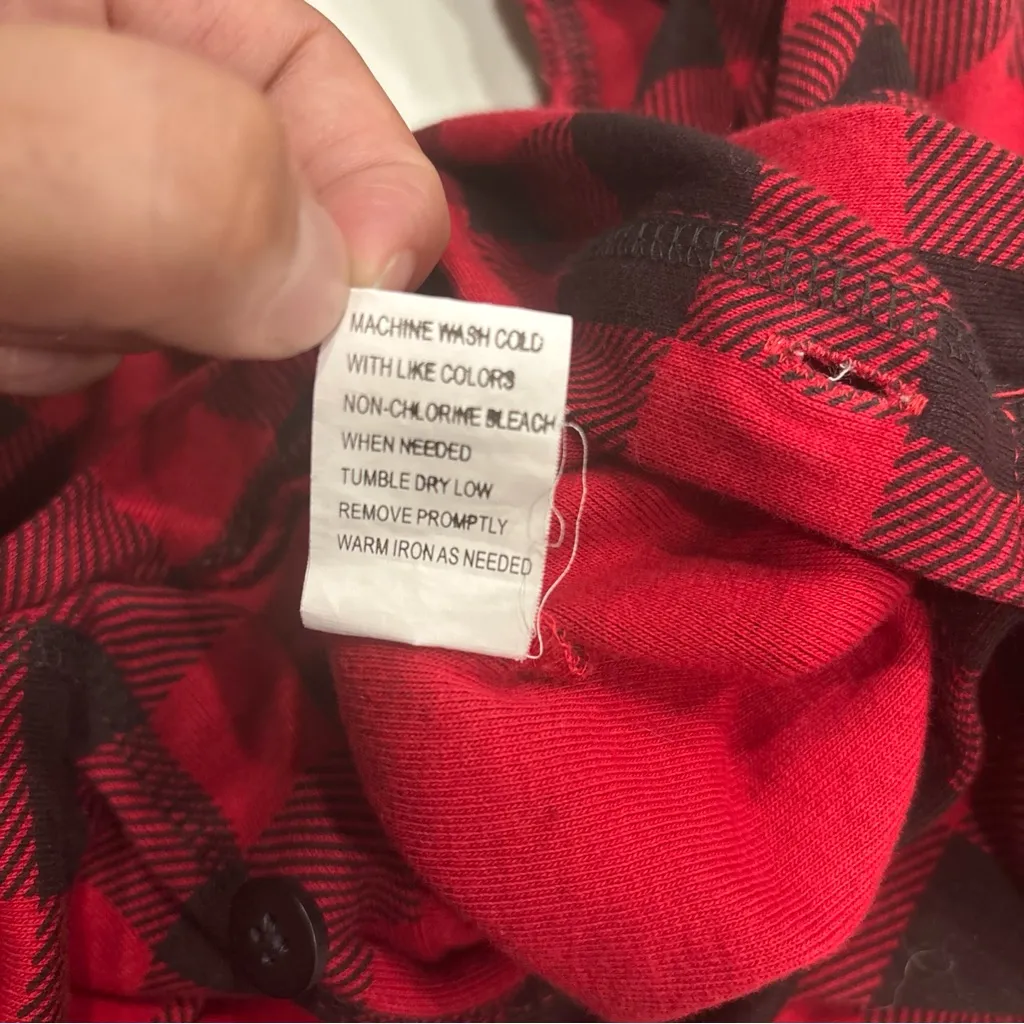 MACHINE WASH COLD
WITH LIKE COLORS
NON-CHLORINE BLEACH
WHEN NEEDED
TUMBLE DRY LOW
REMOVE PROMPTLY
WARM IRON AS NEEDED